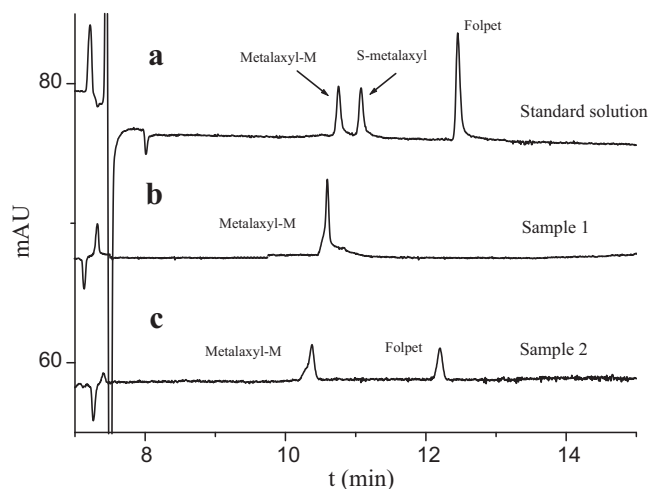 a
Metalaxyl-M
S-metalaxyl
Folpet
Standard solution
80
b
Metalaxyl-M
Sample 1
mAU
c
Metalaxyl-M
Folpet
Sample 2
60
8
10
12
14
t (min)